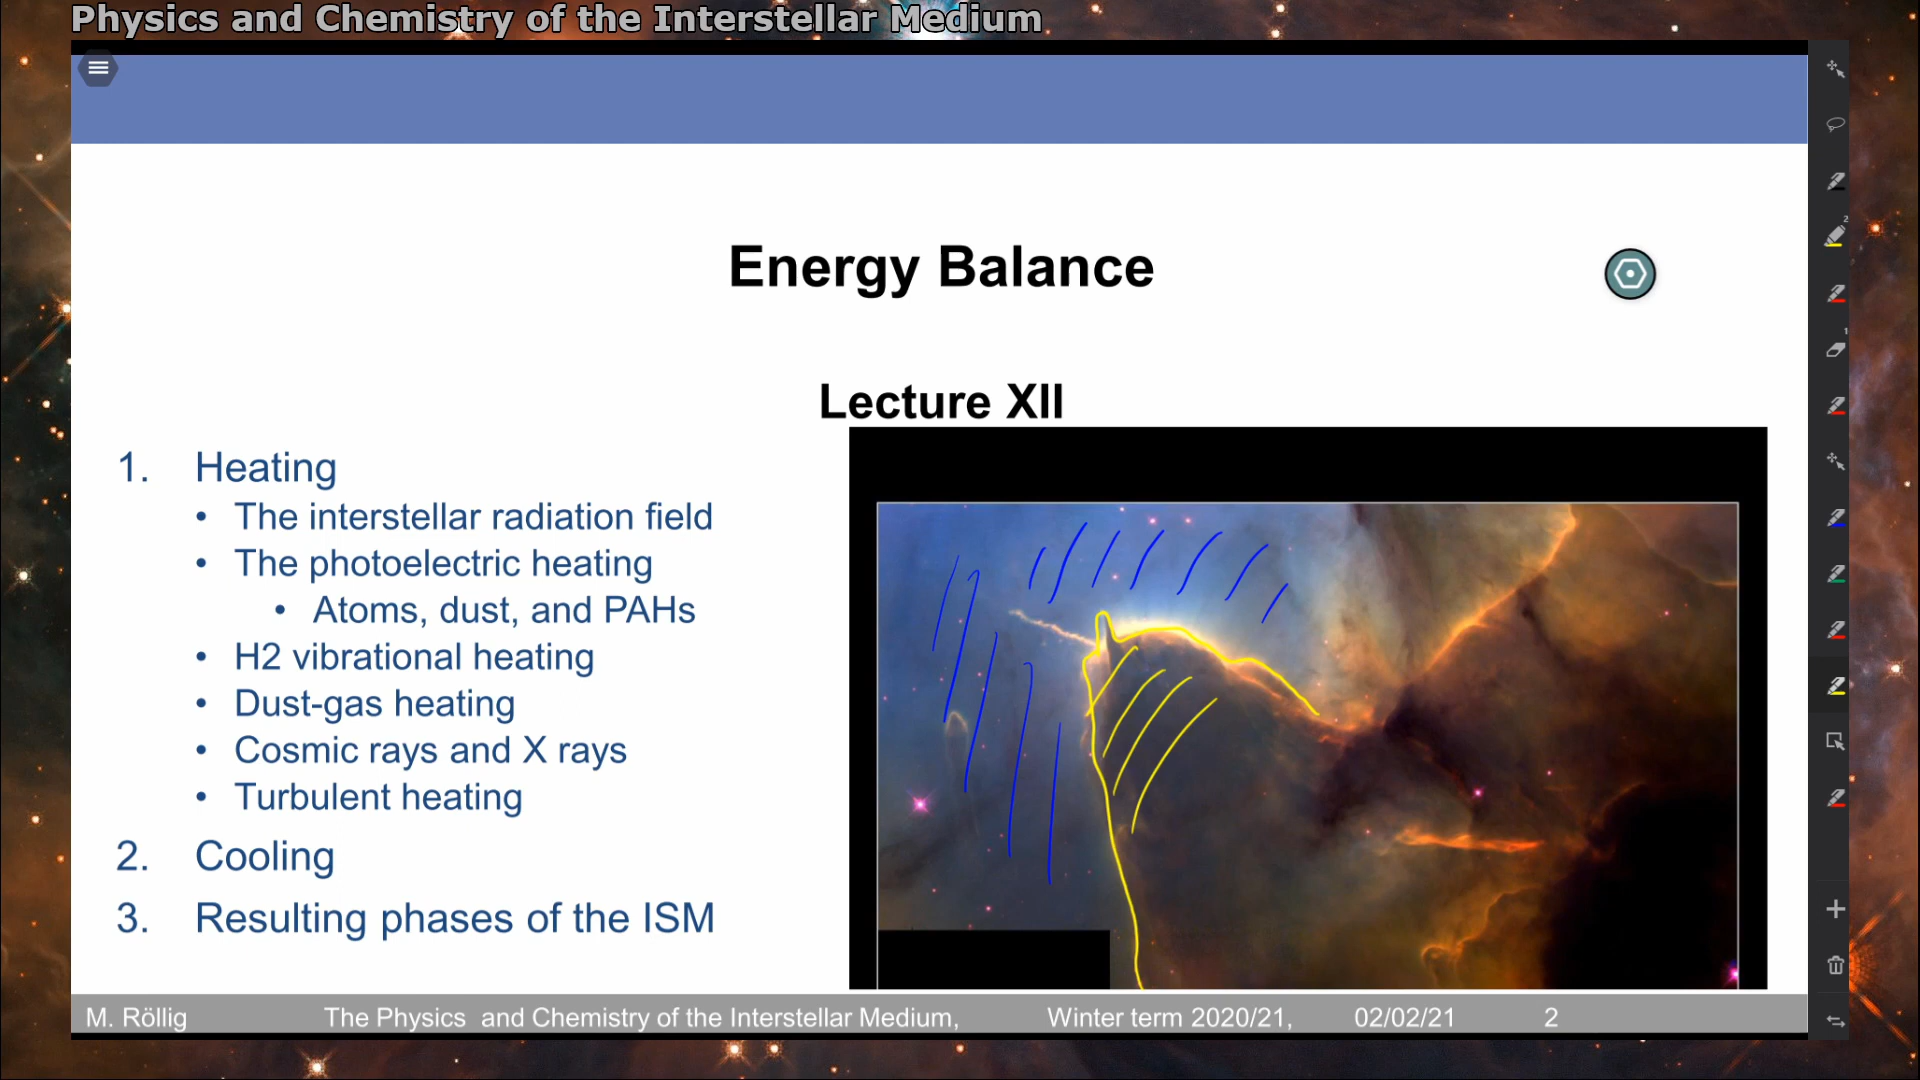 Physics and Chemistry of the Interstellar Medium
Energy Balance
Lecture XII
1. Heating
• The interstellar radiation field
• The photoelectric heating
• Atoms, dust, and PAHs
• H2 vibrational heating
• Dust-gas heating
• Cosmic rays and X rays
• Turbulent heating
2. Cooling
3. Resulting phases of the ISM
M. Röllig The Physics and Chemistry of the Interstellar Medium, Winter term 2020/21, 02/02/21 2
2
1